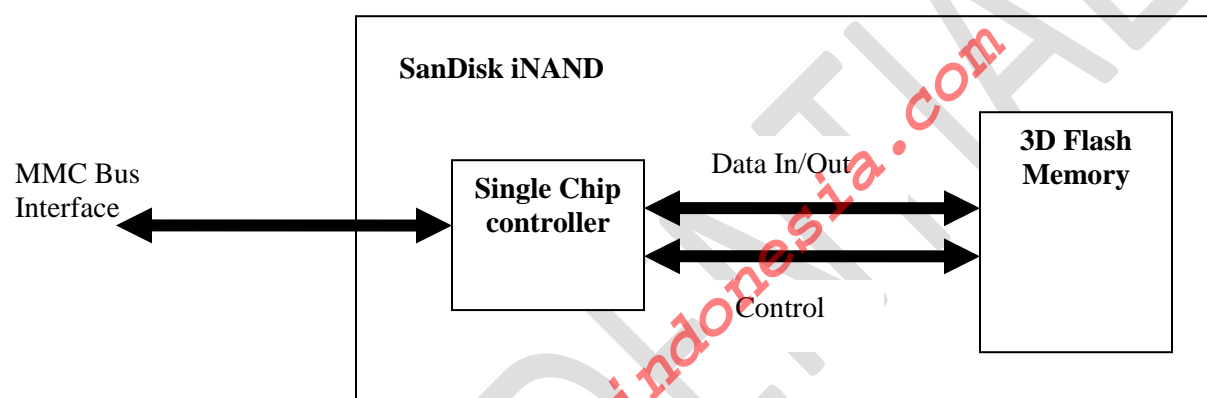 SanDisk iNAND
MMC Bus
Interface
Single Chip
controller
Data In/Out
Control
3D Flash
Memory
indonesia.com